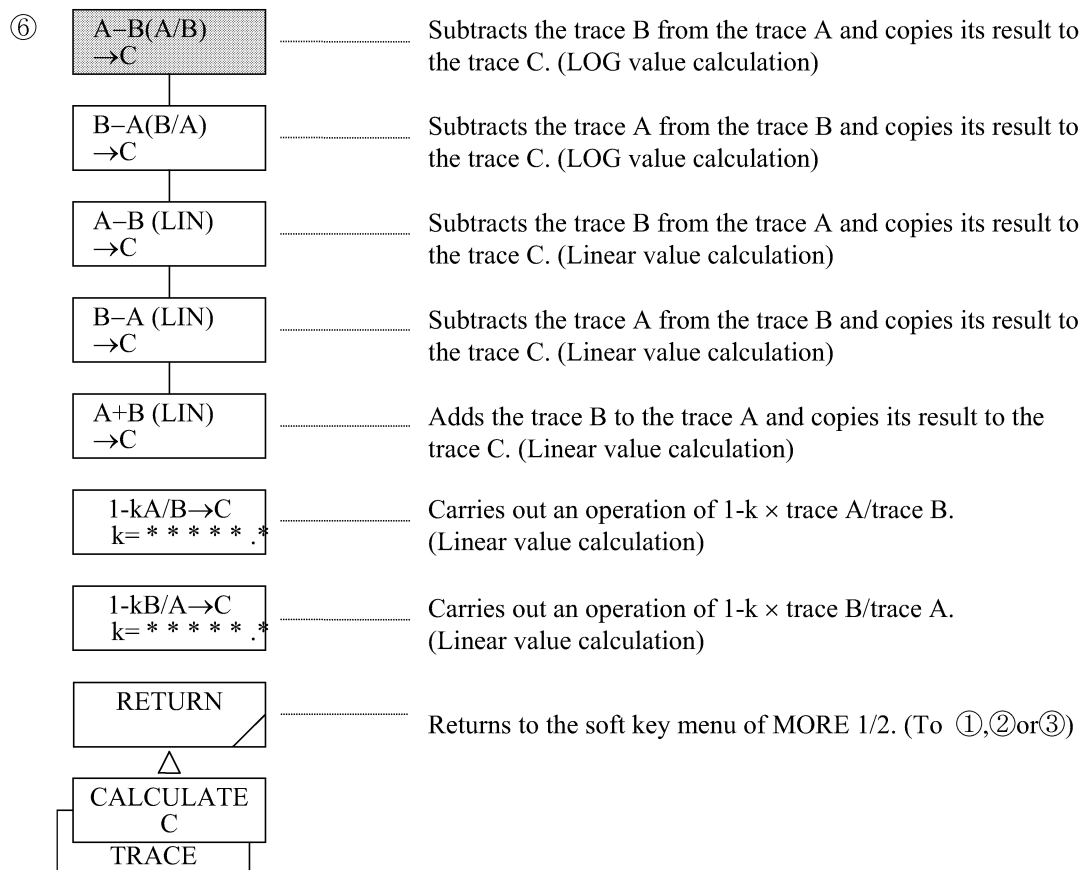 ⑥
A–B(A/B)
→C
Subtracts the trace B from the trace A and copies its result to
the trace C. (LOG value calculation)
B–A(B/A)
→C
Subtracts the trace A from the trace B and copies its result to
the trace C. (LOG value calculation)
A–B (LIN)
→C
Subtracts the trace B from the trace A and copies its result to
the trace C. (Linear value calculation)
B–A (LIN)
→C
Subtracts the trace A from the trace B and copies its result to
the trace C. (Linear value calculation)
A+B (LIN)
→C
Adds the trace B to the trace A and copies its result to the
trace C. (Linear value calculation)
1-kA/B→C
k= * * * * * .*
Carries out an operation of 1-k × trace A/trace B.
(Linear value calculation)
1-kB/A→C
k= * * * * * .*
Carries out an operation of 1-k × trace B/trace A.
(Linear value calculation)
RETURN
Returns to the soft key menu of MORE 1/2. (To ①,②or③)
CALCULATE
C
TRACE